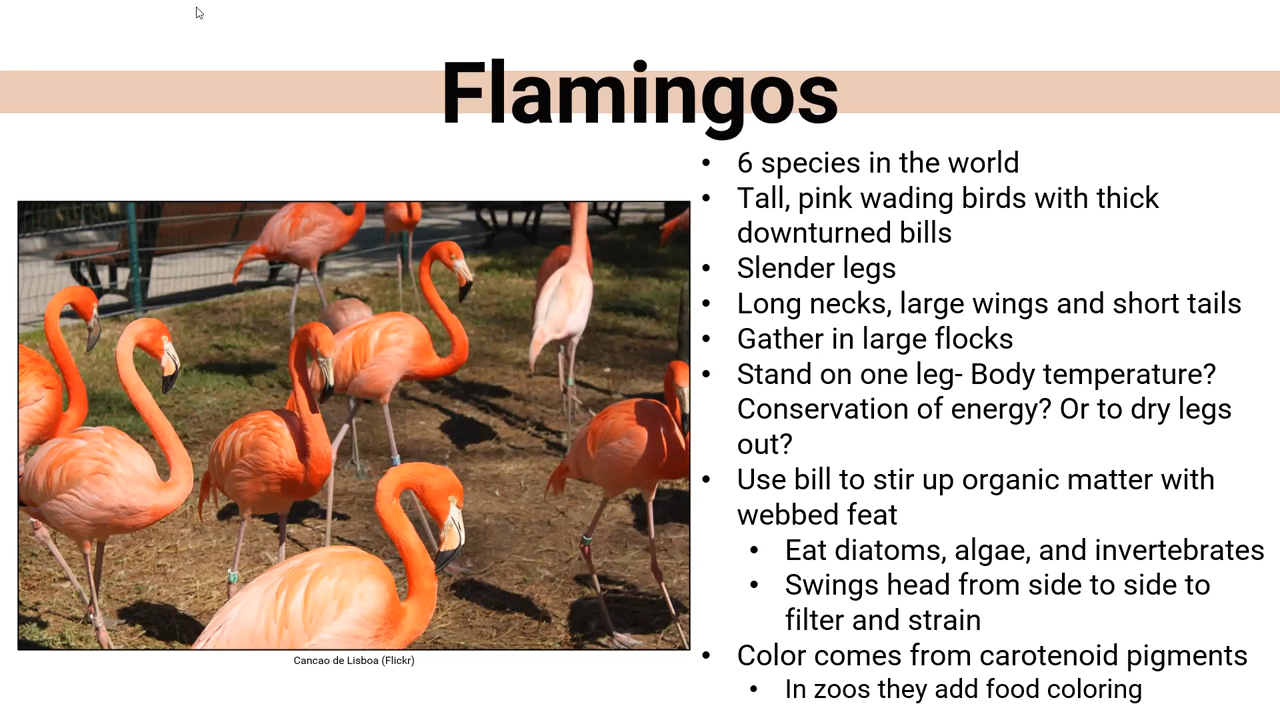 Flamingos
• 6 species in the world
• Tall, pink wading birds with thick
downturned bills
• Slender legs
• Long necks, large wings and short tails
• Gather in large flocks
• Stand on one leg- Body temperature?
Conservation of energy? Or to dry legs
out?
• Use bill to stir up organic matter with
webbed feat
• Eat diatoms, algae, and invertebrates
• Swings head from side to side to
filter and strain
• Color comes from carotenoid pigments
• In zoos they add food coloring
Cancao de Lisboa (Flickr)